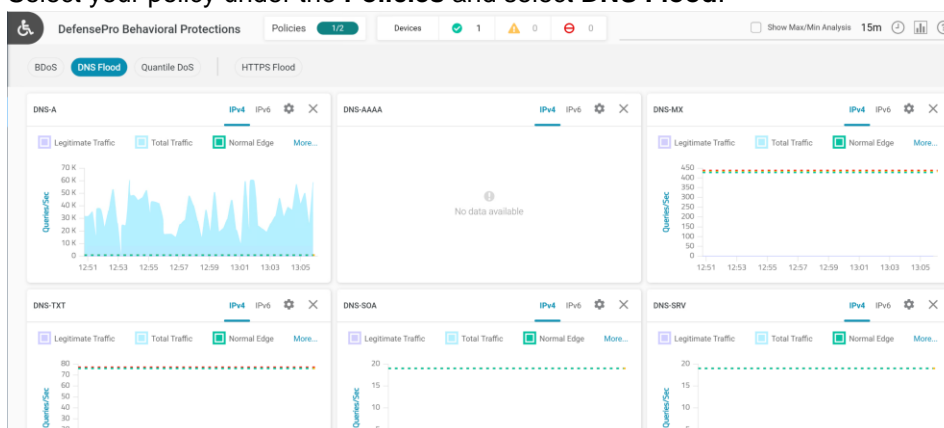 Select your policy under the Policies and select DNS Flood.
DefensePro Behavioral Protections Policies 1/2 Devices 1 0 0 Show Max/Min Analysis 15m
BDoS DNS Flood Quantile DoS HTTPS Flood
DNS-A IPv4 IPv6
Legitimate Traffic Total Traffic Normal Edge More...
Queries/Sec
70 K
60 K
50 K
40 K
30 K
20 K
10 K
0
12:51 12:53 12:55 12:57 12:59 13:01 13:03 13:05
DNS-AAAA IPv4 IPv6
No data available
DNS-MX IPv4 IPv6
Legitimate Traffic Total Traffic Normal Edge More...
Queries/Sec
450
400
350
300
250
200
150
100
50
0
12:51 12:53 12:55 12:57 12:59 13:01 13:03 13:05
DNS-TXT IPv4 IPv6
Legitimate Traffic Total Traffic Normal Edge More...
Queries/Sec
80
70
60
50
40
30
DNS-SOA IPv4 IPv6
Legitimate Traffic Total Traffic Normal Edge More...
Queries/Sec
20
15
10
DNS-SRV IPv4 IPv6
Legitimate Traffic Total Traffic Normal Edge More...
Queries/Sec
20
15
10